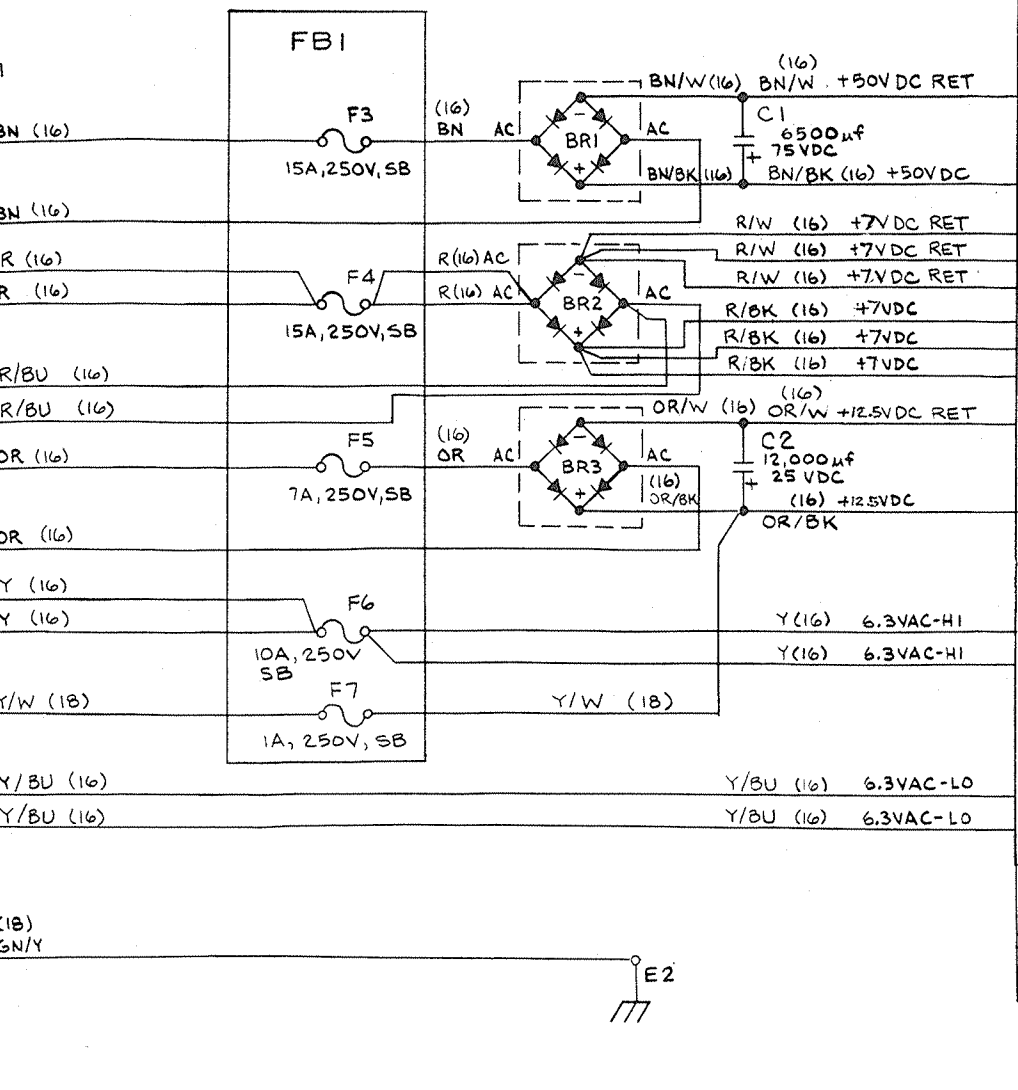 FB1
F3
15A, 250V, SB
(16)
BN
AC
BR1
-
+
AC
BN/W (16)
(16)
BN/W
+50VDC RET
C1
6500µf
75VDC
+
BN/BK (16)
BN/BK (16) +50VDC
BN (16)
BN (16)
R (16)
R (16)
F4
15A, 250V, SB
R(16) AC
R(16) AC
BR2
-
+
AC
R/W (16) +7VDC RET
R/W (16) +7VDC RET
R/W (16) +7VDC RET
R/BK (16) +7VDC
R/BK (16) +7VDC
R/BK (16) +7VDC
R/BU (16)
R/BU (16)
OR (16)
F5
7A, 250V, SB
(16)
OR
AC
BR3
-
+
AC
(16)
OR/BK
OR/W (16)
(16)
OR/W +12.5VDC RET
C2
12,000µf
25 VDC
+
(16) +12.5VDC
OR/BK
OR (16)
Y (16)
Y (16)
F6
10A, 250V
SB
Y(16) 6.3VAC-HI
Y(16) 6.3VAC-HI
Y/W (18)
F7
1A, 250V, SB
Y/W (18)
Y/BU (16)
Y/BU (16)
Y/BU (16) 6.3VAC-LO
Y/BU (16) 6.3VAC-LO
(18)
GN/Y
E2